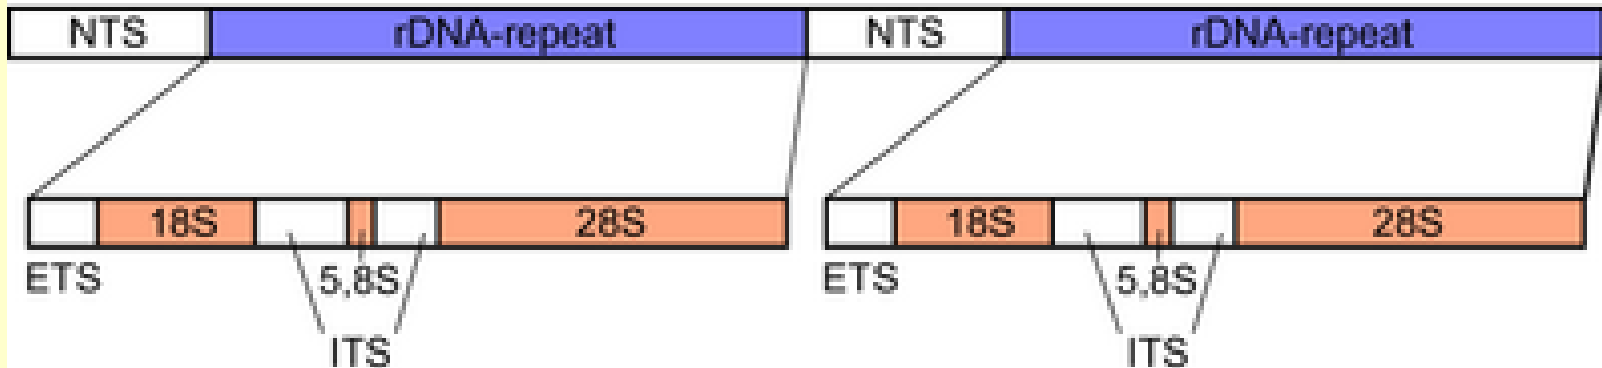 NTS rDNA-repeat NTS rDNA-repeat
18S 28S 18S 28S
ETS 5,8S ETS 5,8S
ITS ITS